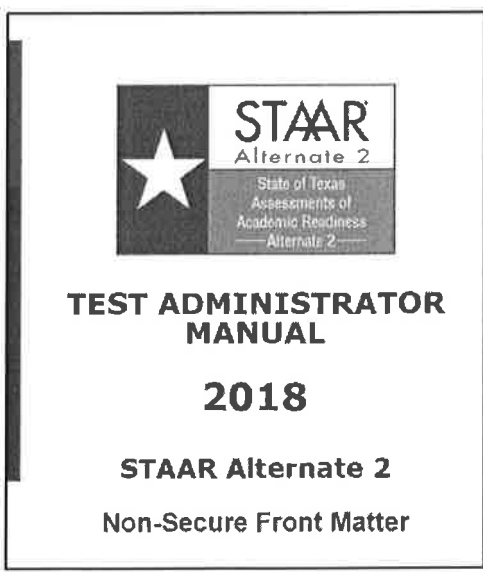 STAAR
Alternate 2
State of Texas
Assessments of
Academic Readiness
Alternate 2
TEST ADMINISTRATOR
MANUAL
2018
STAAR Alternate 2
Non-Secure Front Matter